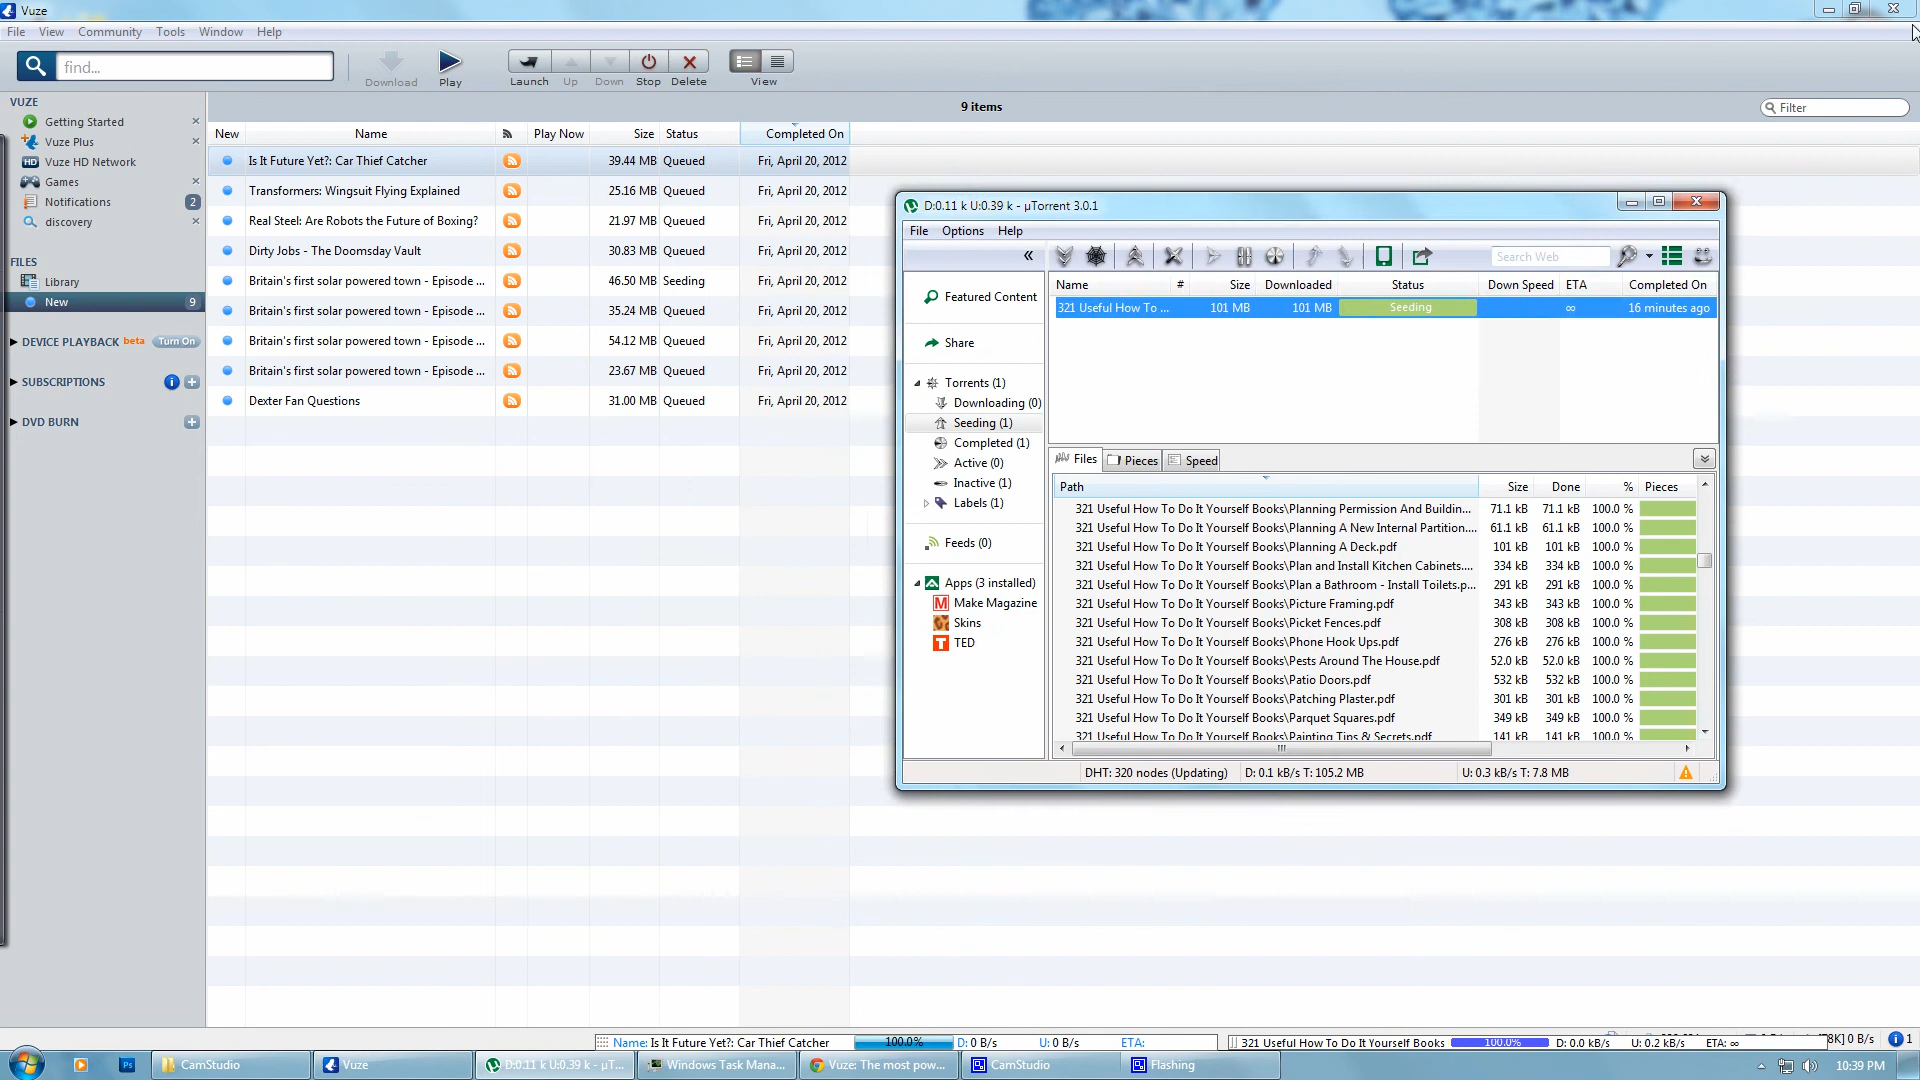 Vuze
File View Community Tools Window Help
find...
Download Play Launch Up Down Stop Delete View
VUZE
Getting Started
Vuze Plus
HD Vuze HD Network
Games
Notifications 2
discovery
FILES
Library
New 9
DEVICE PLAYBACK beta Turn On
SUBSCRIPTIONS
DVD BURN
9 items
Filter
New Name Play Now Size Status Completed On
Is It Future Yet?: Car Thief Catcher 39.44 MB Queued Fri, April 20, 2012
Transformers: Wingsuit Flying Explained 25.16 MB Queued Fri, April 20, 2012
Real Steel: Are Robots the Future of Boxing? 21.97 MB Queued Fri, April 20, 2012
Dirty Jobs - The Doomsday Vault 30.83 MB Queued Fri, April 20, 2012
Britain's first solar powered town - Episode ... 46.50 MB Seeding Fri, April 20, 2012
Britain's first solar powered town - Episode ... 35.24 MB Queued Fri, April 20, 2012
Britain's first solar powered town - Episode ... 54.12 MB Queued Fri, April 20, 2012
Britain's first solar powered town - Episode ... 23.67 MB Queued Fri, April 20, 2012
Dexter Fan Questions 31.00 MB Queued Fri, April 20, 2012
D:0.11 k U:0.39 k - µTorrent 3.0.1
File Options Help
Search Web
Featured Content
Share
Torrents (1)
Downloading (0)
Seeding (1)
Completed (1)
Active (0)
Inactive (1)
Labels (1)
Feeds (0)
Apps (3 installed)
M Make Magazine
Skins
T TED
Name # Size Downloaded Status Down Speed ETA Completed On
321 Useful How To ... 101 MB 101 MB Seeding ∞ 16 minutes ago
Files Pieces Speed
Path Size Done % Pieces
321 Useful How To Do It Yourself Books\Planning Permission And Buildin... 71.1 kB 71.1 kB 100.0 %
321 Useful How To Do It Yourself Books\Planning A New Internal Partition.... 61.1 kB 61.1 kB 100.0 %
321 Useful How To Do It Yourself Books\Planning A Deck.pdf 101 kB 101 kB 100.0 %
321 Useful How To Do It Yourself Books\Plan and Install Kitchen Cabinets.... 334 kB 334 kB 100.0 %
321 Useful How To Do It Yourself Books\Plan a Bathroom - Install Toilets.p... 291 kB 291 kB 100.0 %
321 Useful How To Do It Yourself Books\Picture Framing.pdf 343 kB 343 kB 100.0 %
321 Useful How To Do It Yourself Books\Picket Fences.pdf 308 kB 308 kB 100.0 %
321 Useful How To Do It Yourself Books\Phone Hook Ups.pdf 276 kB 276 kB 100.0 %
321 Useful How To Do It Yourself Books\Pests Around The House.pdf 52.0 kB 52.0 kB 100.0 %
321 Useful How To Do It Yourself Books\Patio Doors.pdf 532 kB 532 kB 100.0 %
321 Useful How To Do It Yourself Books\Patching Plaster.pdf 301 kB 301 kB 100.0 %
321 Useful How To Do It Yourself Books\Parquet Squares.pdf 349 kB 349 kB 100.0 %
321 Useful How To Do It Yourself Books\Painting Tips & Secrets.pdf 141 kB 141 kB 100.0 %
DHT: 320 nodes (Updating) D: 0.1 kB/s T: 105.2 MB U: 0.3 kB/s T: 7.8 MB
Name: Is It Future Yet?: Car Thief Catcher 100.0% D: 0 B/s U: 0 B/s ETA:
321 Useful How To Do It Yourself Books 100.0% D: 0.0 kB/s U: 0.2 kB/s ETA: ∞ 0 B/s 1
Ps CamStudio Vuze D:0.11 k U:0.39 k - µT... Windows Task Mana... Vuze: The most pow... CamStudio Flashing 10:39 PM